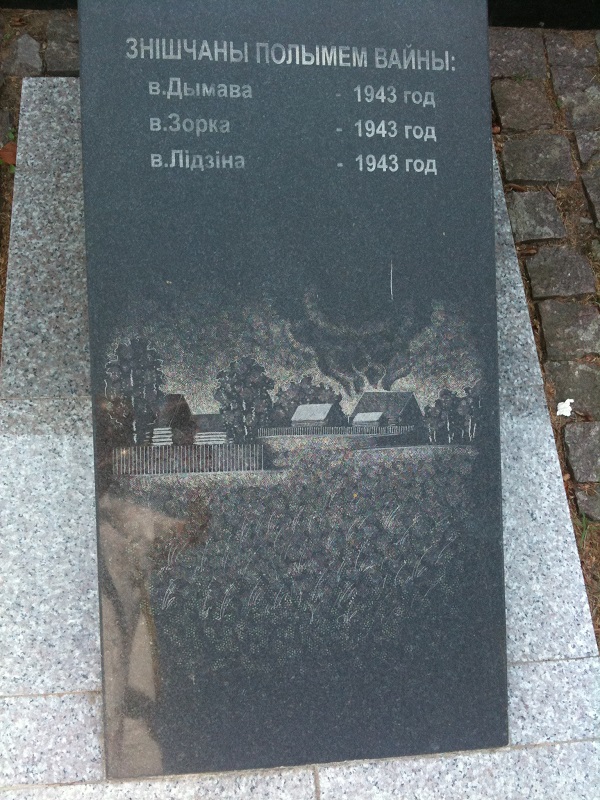 ЗНІШЧАНЫ ПОЛЫМЕМ ВАЙНЫ:
в.Дымава - 1943 год
в.Зорка - 1943 год
в.Лідзіна - 1943 год